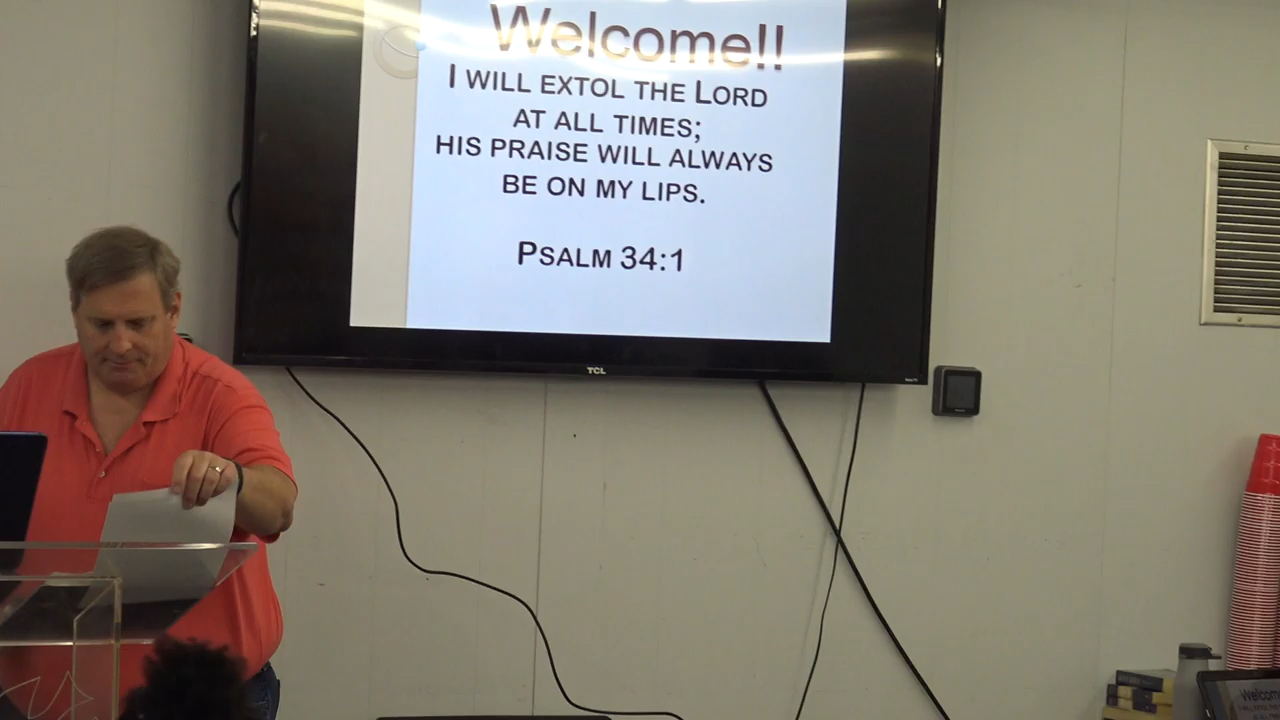 Welcome!!
I WILL EXTOL THE LORD
AT ALL TIMES;
HIS PRAISE WILL ALWAYS
BE ON MY LIPS.
PSALM 34:1
TCL
Welcom